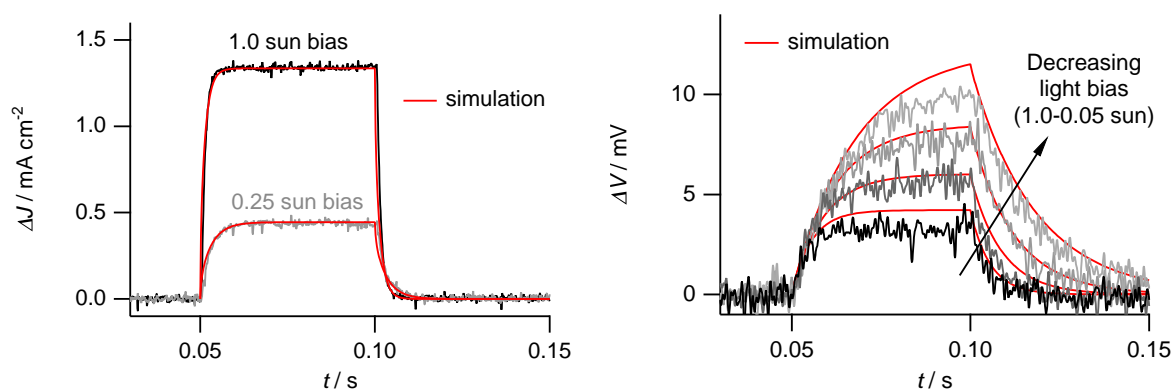 1.5
1.0
0.5
0.0
ΔJ / mA cm-2
1.0 sun bias
simulation
0.25 sun bias
0.05
0.10
0.15
t / s
10
5
0
ΔV / mV
simulation
Decreasing
light bias
(1.0-0.05 sun)
0.05
0.10
0.15
t / s